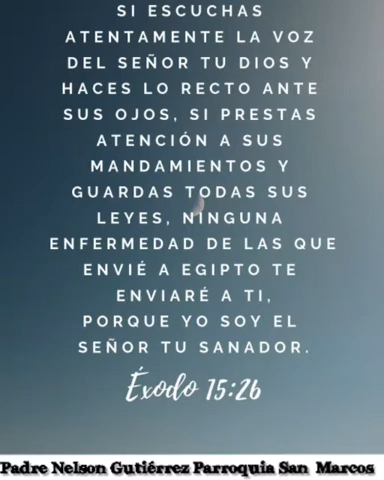 SI ESCUCHAS
ATENTAMENTE LA VOZ
DEL SEÑOR TU DIOS Y
HACES LO RECTO ANTE
SUS OJOS, SI PRESTAS
ATENCIÓN A SUS
MANDAMIENTOS Y
GUARDAS TODAS SUS
LEYES, NINGUNA
ENFERMEDAD DE LAS QUE
ENVIÉ A EGIPTO TE
ENVIARÉ A TI,
PORQUE YO SOY EL
SEÑOR TU SANADOR.
Éxodo 15:26
Padre Nelson Gutiérrez Parroquia San Marcos